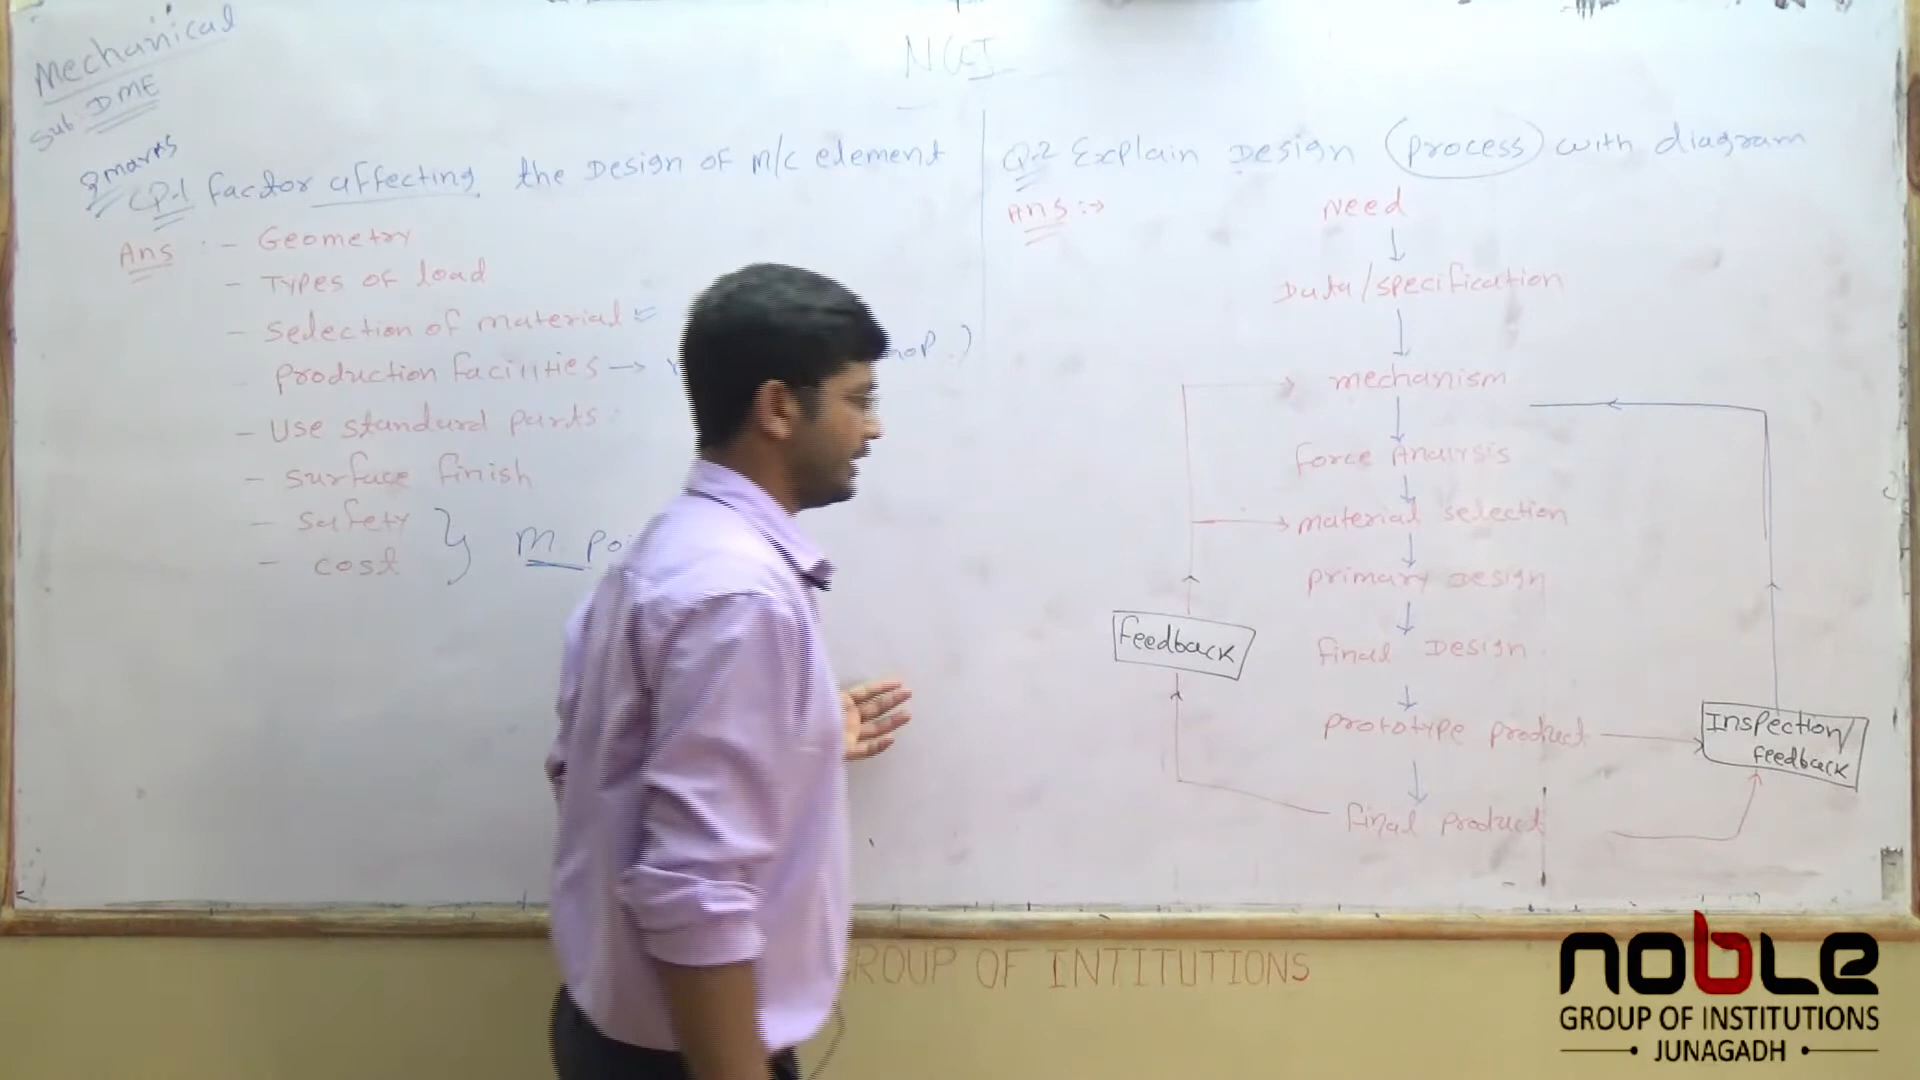 Mechanical
Sub DME
NGI
2 marks
Q-1 factor affecting the Design of M/C element
Ans :- Geometry
- Types of load
- Selection of material
production facilities →
- Use standard parts
- Surface finish
- Safety
- cost
M
Q.2 Explain Design (process) with diagram
Ans :→
Need
Data/specification
mechanism
force Analysis
material selection
primary Design
final Design
prototype product
final product
feedback
Inspection/
feedback
ROUP OF INTITUTIONS
noble
GROUP OF INSTITUTIONS
JUNAGADH